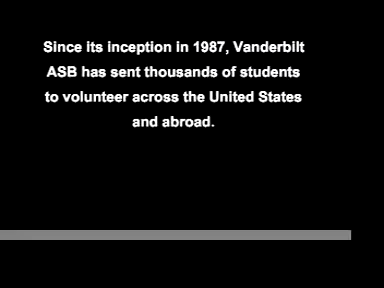 Since its inception in 1987, Vanderbilt
ASB has sent thousands of students
to volunteer across the United States
and abroad.